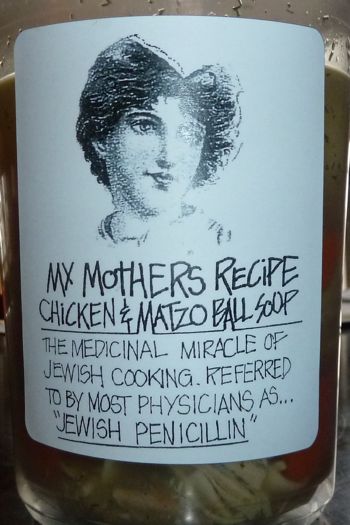 MY MOTHERS RECIPE
CHICKEN & MATZO BALL SOUP
THE MEDICINAL MIRACLE OF
JEWISH COOKING. REFERRED
TO BY MOST PHYSICIANS AS...
"JEWISH PENICILLIN"